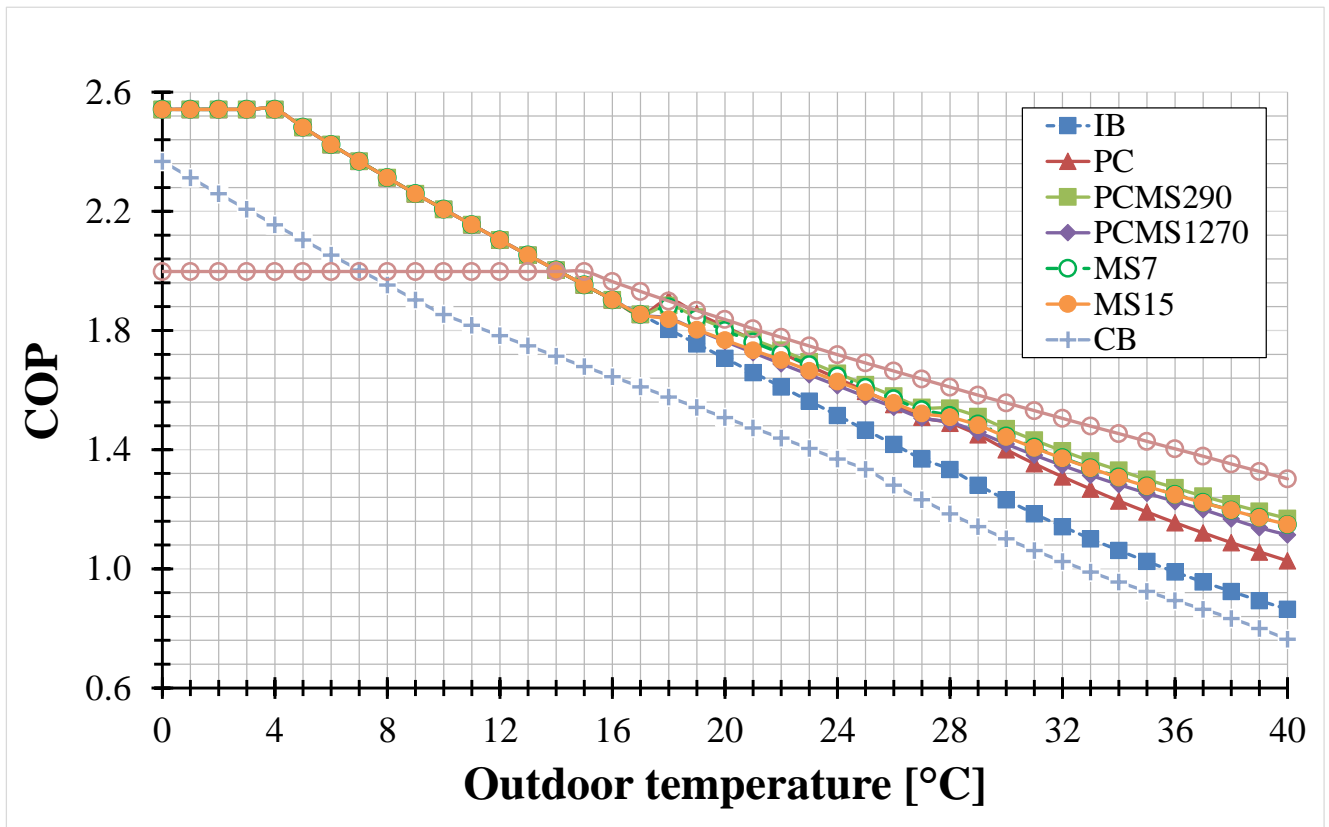 2.6
2.2
1.8
1.4
1.0
0.6
COP
IB
PC
PCMS290
PCMS1270
MS7
MS15
CB
0 4 8 12 16 20 24 28 32 36 40
Outdoor temperature [°C]